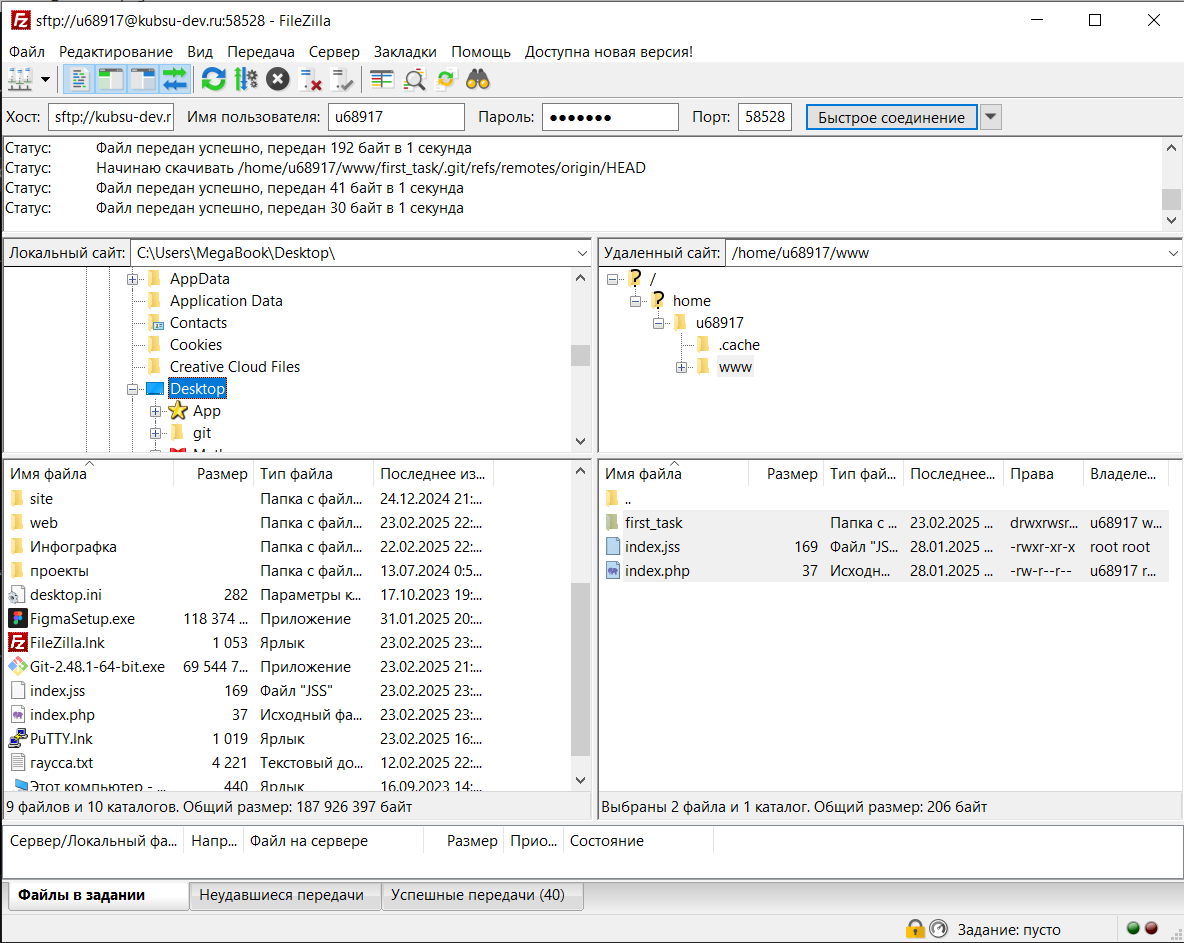 sftp://u68917@kubsu-dev.ru:58528 - FileZilla
Файл Редактирование Вид Передача Сервер Закладки Помощь Доступна новая версия!
Хост: sftp://kubsu-dev.r Имя пользователя: u68917 Пароль: ●●●●●●● Порт: 58528 Быстрое соединение
Статус: Файл передан успешно, передан 192 байт в 1 секунда
Статус: Начинаю скачивать /home/u68917/www/first_task/.git/refs/remotes/origin/HEAD
Статус: Файл передан успешно, передан 41 байт в 1 секунда
Статус: Файл передан успешно, передан 30 байт в 1 секунда
Локальный сайт: C:\Users\MegaBook\Desktop\
AppData
Application Data
Contacts
Cookies
Creative Cloud Files
Desktop
App
git
Удаленный сайт: /home/u68917/www
/
home
u68917
.cache
www
Имя файла Размер Тип файла Последнее из...
site Папка с файл... 24.12.2024 21:...
web Папка с файл... 23.02.2025 22:...
Инфографка Папка с файл... 22.02.2025 22:...
проекты Папка с файл... 13.07.2024 0:5...
desktop.ini 282 Параметры к... 17.10.2023 19:...
FigmaSetup.exe 118 374 ... Приложение 31.01.2025 20:...
FileZilla.lnk 1 053 Ярлык 23.02.2025 23:...
Git-2.48.1-64-bit.exe 69 544 7... Приложение 23.02.2025 21:...
index.jss 169 Файл "JSS" 23.02.2025 23:...
index.php 37 Исходный фа... 23.02.2025 23:...
PuTTY.lnk 1 019 Ярлык 23.02.2025 16:...
raycca.txt 4 221 Текстовый до... 12.02.2025 22:...
Этот компьютер - ... 440 Ярлык 16.09.2023 14:...
9 файлов и 10 каталогов. Общий размер: 187 926 397 байт
Имя файла Размер Тип фай... Последнее... Права Владеле...
..
first_task Папка с ... 23.02.2025 ... drwxrwsr... u68917 w...
index.jss 169 Файл "JS... 28.01.2025 ... -rwxr-xr-x root root
index.php 37 Исходн... 28.01.2025 ... -rw-r--r-- u68917 r...
Выбраны 2 файла и 1 каталог. Общий размер: 206 байт
Сервер/Локальный фа... Напр... Файл на сервере Размер Прио... Состояние
Файлы в задании Неудавшиеся передачи Успешные передачи (40)
Задание: пусто